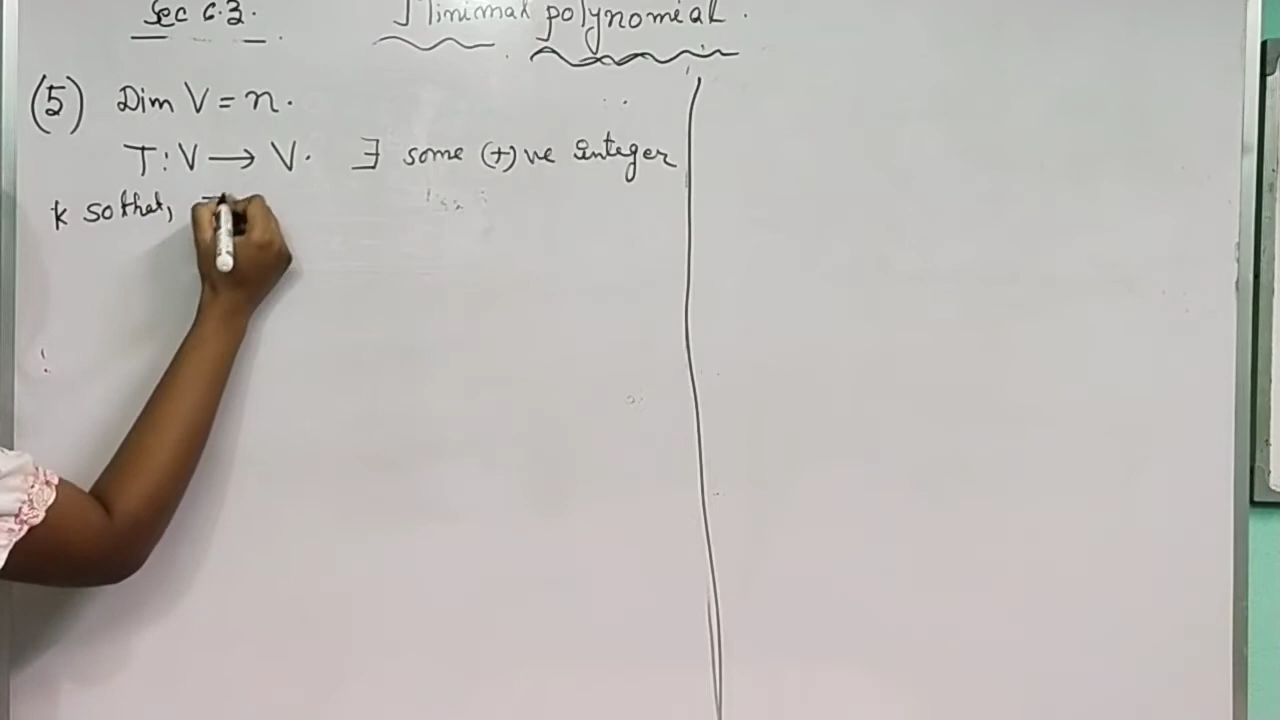 Sec 6.3.
Minimal polynomial.
(5) Dim V = n.
T: V → V. ∃ some (+)ve integer
k so that,